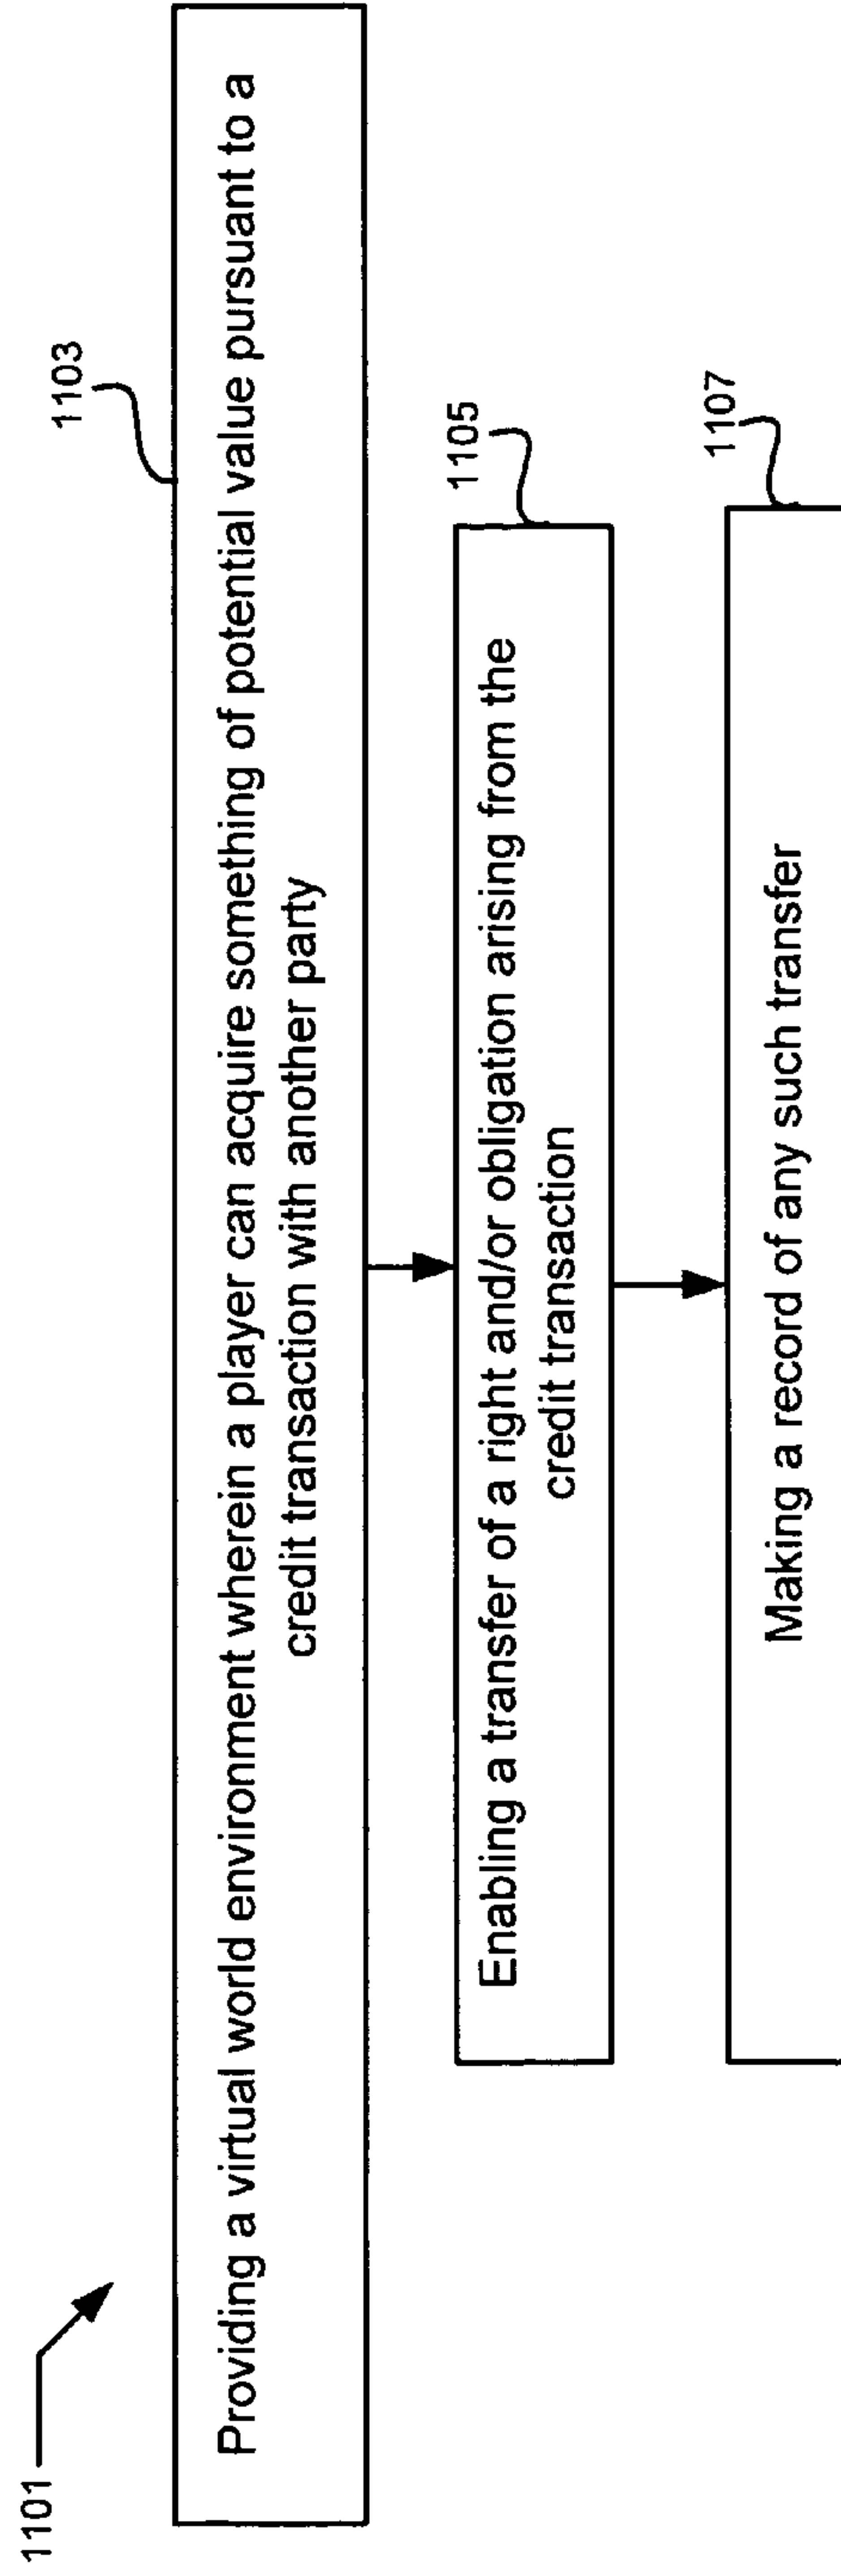 1101
1103
Providing a virtual world environment wherein a player can acquire something of potential value pursuant to a
credit transaction with another party
1105
Enabling a transfer of a right and/or obligation arising from the
credit transaction
1107
Making a record of any such transfer